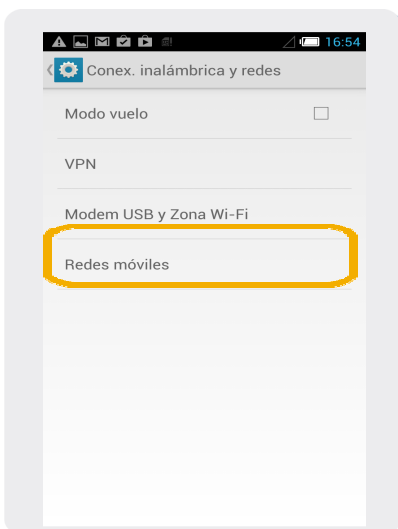 16:54
Conex. inalámbrica y redes
Modo vuelo
VPN
Modem USB y Zona Wi-Fi
Redes móviles